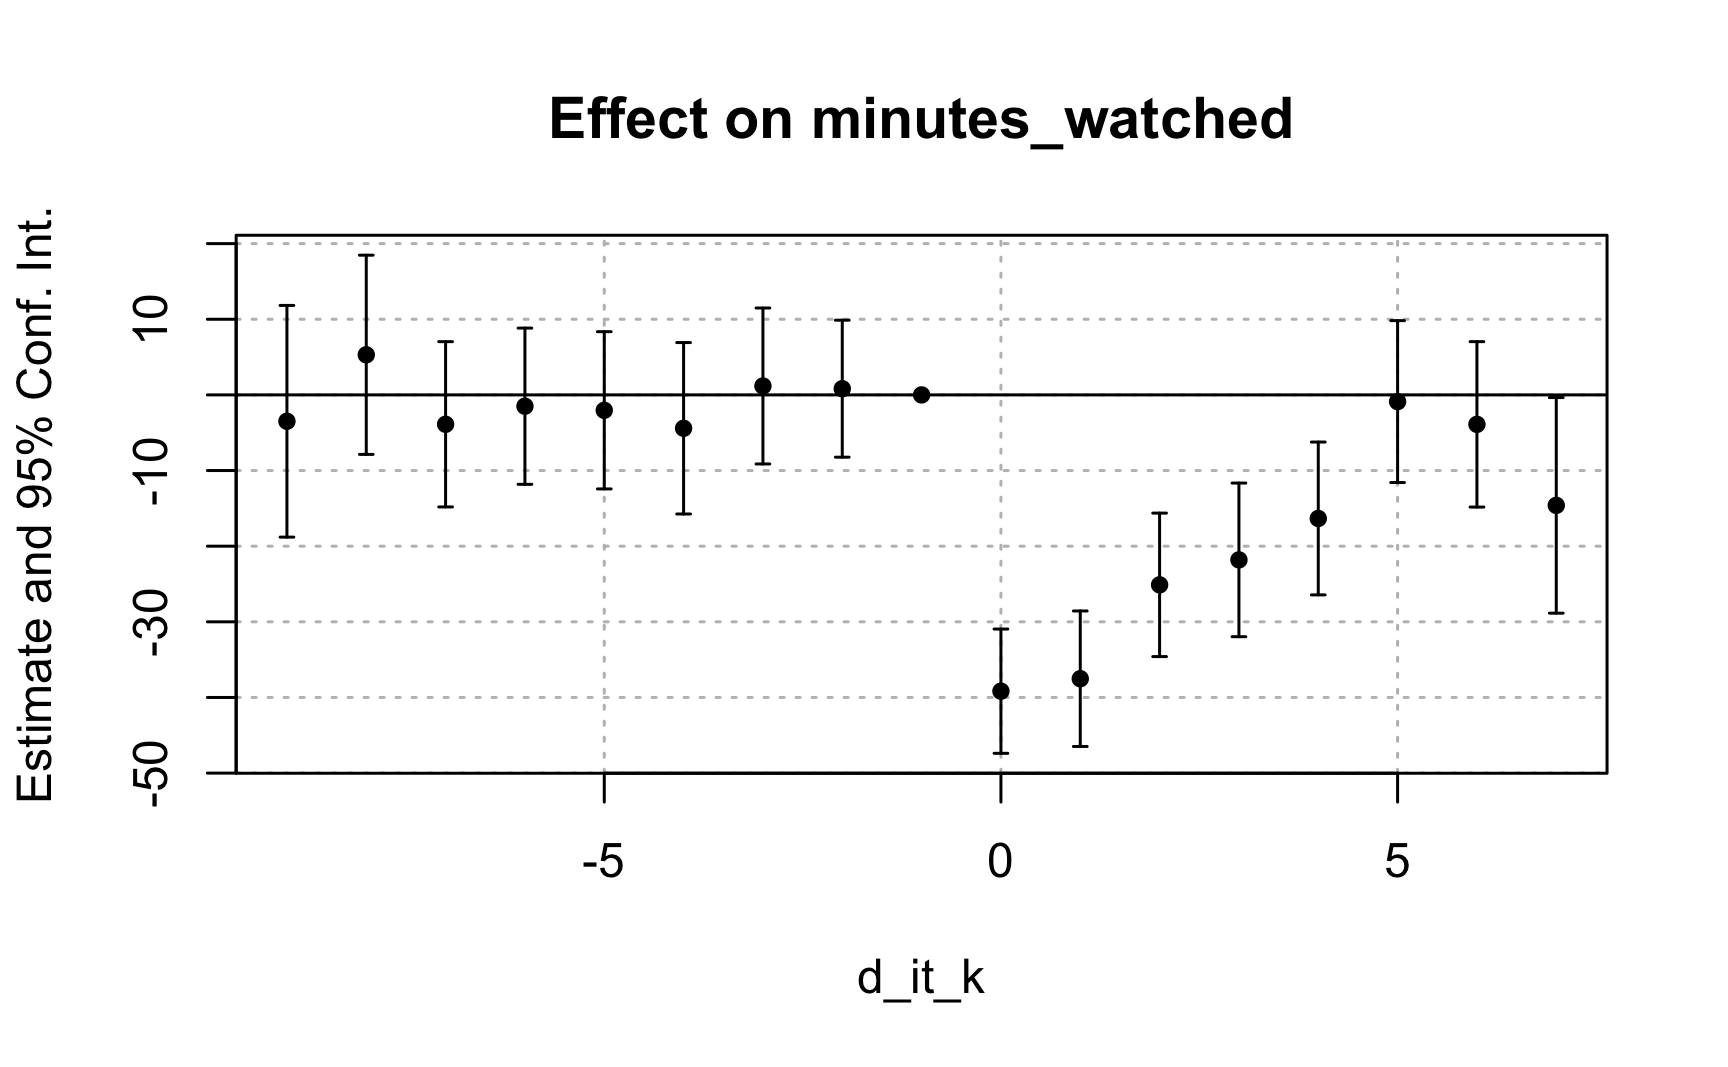 Effect on minutes_watched
Estimate and 95% Conf. Int.
10
-10
-30
-50
-5
0
5
d_it_k